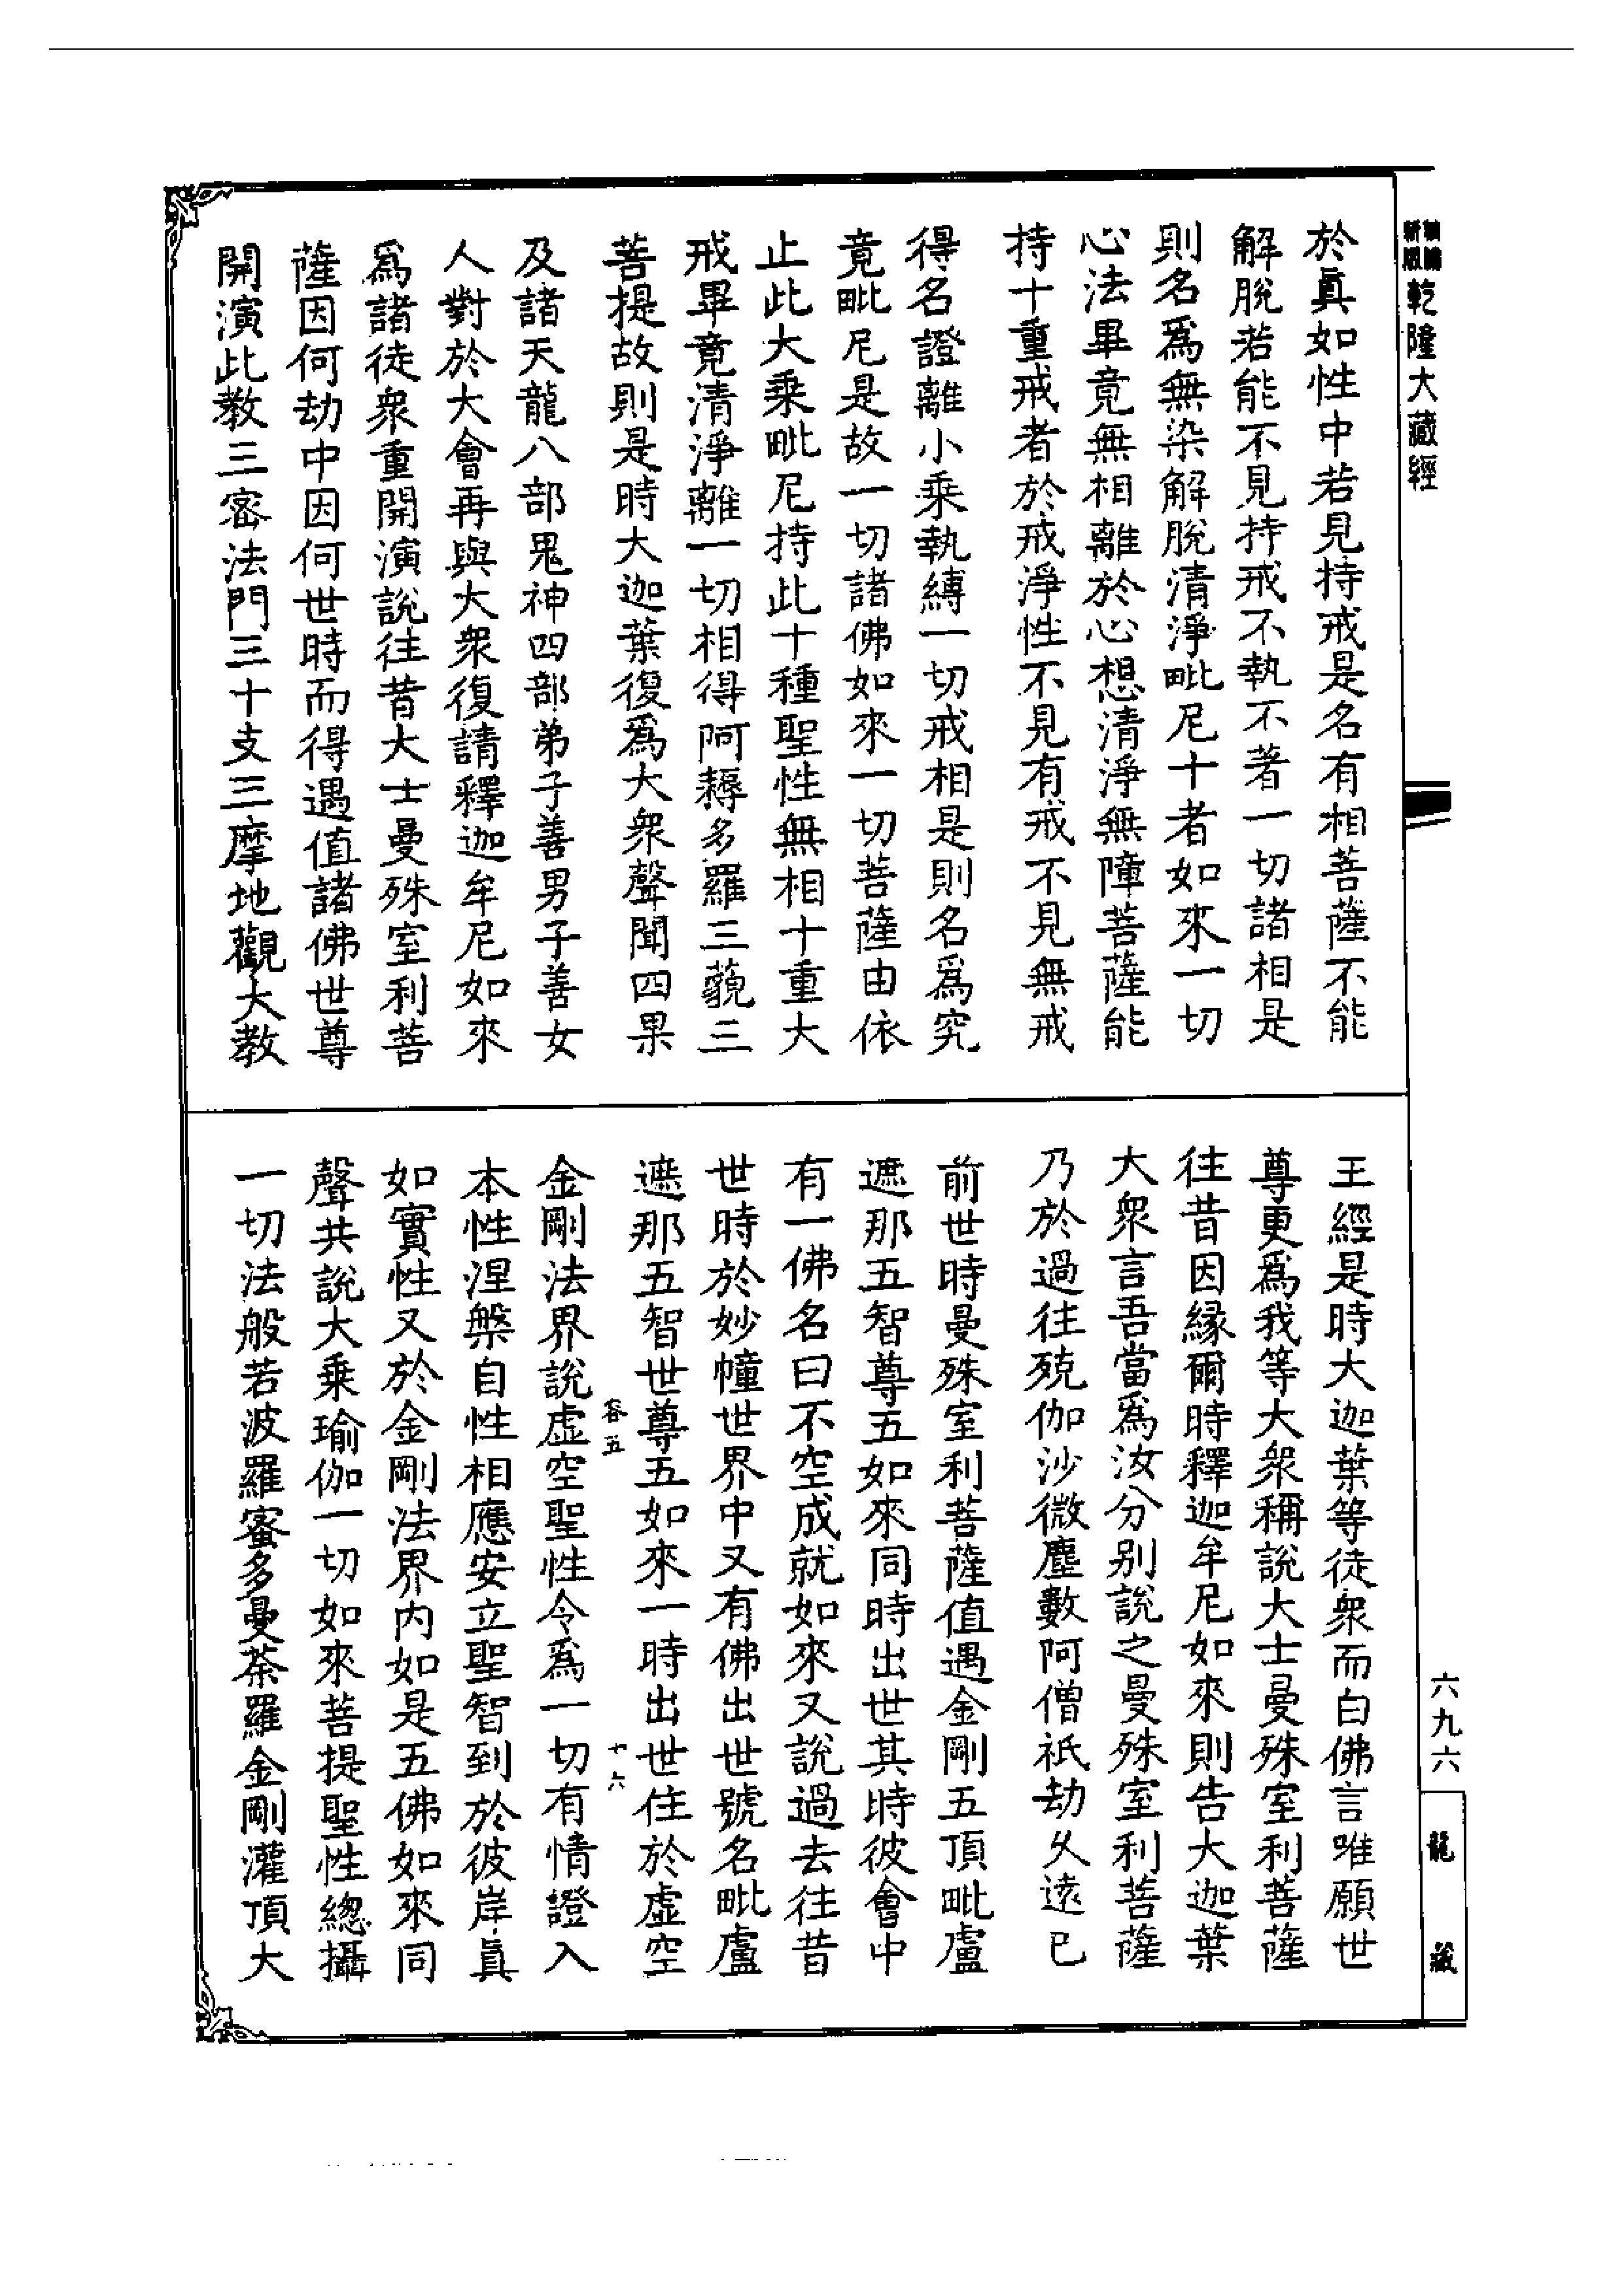 乾隆大藏經
於眞如性中若見持戒是名有相菩薩不能
解脫若能不見持戒不執不著一切諸相是
則名爲無染解脫清淨毗尼十者如來一切
心法畢竟無相離於心想清淨無障菩薩能
持十重戒者於戒淨性不見有戒不見無戒
得名證離小乘執縛一切戒相是則名爲究
竟毗尼是故一切諸佛如來一切菩薩由依
止此大乘毗尼持此十種聖性無相十重大
戒畢竟清淨離一切相得阿耨多羅三藐三
菩提故則是時大迦葉復爲大衆聲聞四果
及諸天龍八部鬼神四部弟子善男子善女
人對於大會再與大衆復請釋迦牟尼如來
爲諸徒衆重開演說往昔大士曼殊室利菩
薩因何劫中因何世時而得遇值諸佛世尊
開演此教三密法門三十支三摩地觀大教
王經是時大迦葉等徒衆而白佛言唯願世
尊更爲我等大衆稱說大士曼殊室利菩薩
往昔因緣爾時釋迦牟尼如來則告大迦葉
大衆言吾當爲汝分別說之曼殊室利菩薩
乃於過往殑伽沙微塵數阿僧祇劫久遠已
前世時曼殊室利菩薩值遇金剛五頂毗盧
遮那五智尊五如來同時出世其時彼會中
有一佛名曰不空成就如來又說過去往昔
世時於妙幢世界中又有佛出世號名毗盧
遮那五智世尊五如來一時出世住於虛空
容五 十六
金剛法界說虛空聖性令爲一切有情證入
本性涅槃自性相應安立聖智到於彼岸眞
如實性又於金剛法界内如是五佛如來同
聲共說大乘瑜伽一切如來菩提聖性總攝
一切法般若波羅蜜多曼荼羅金剛灌頂大
六九六
龍藏